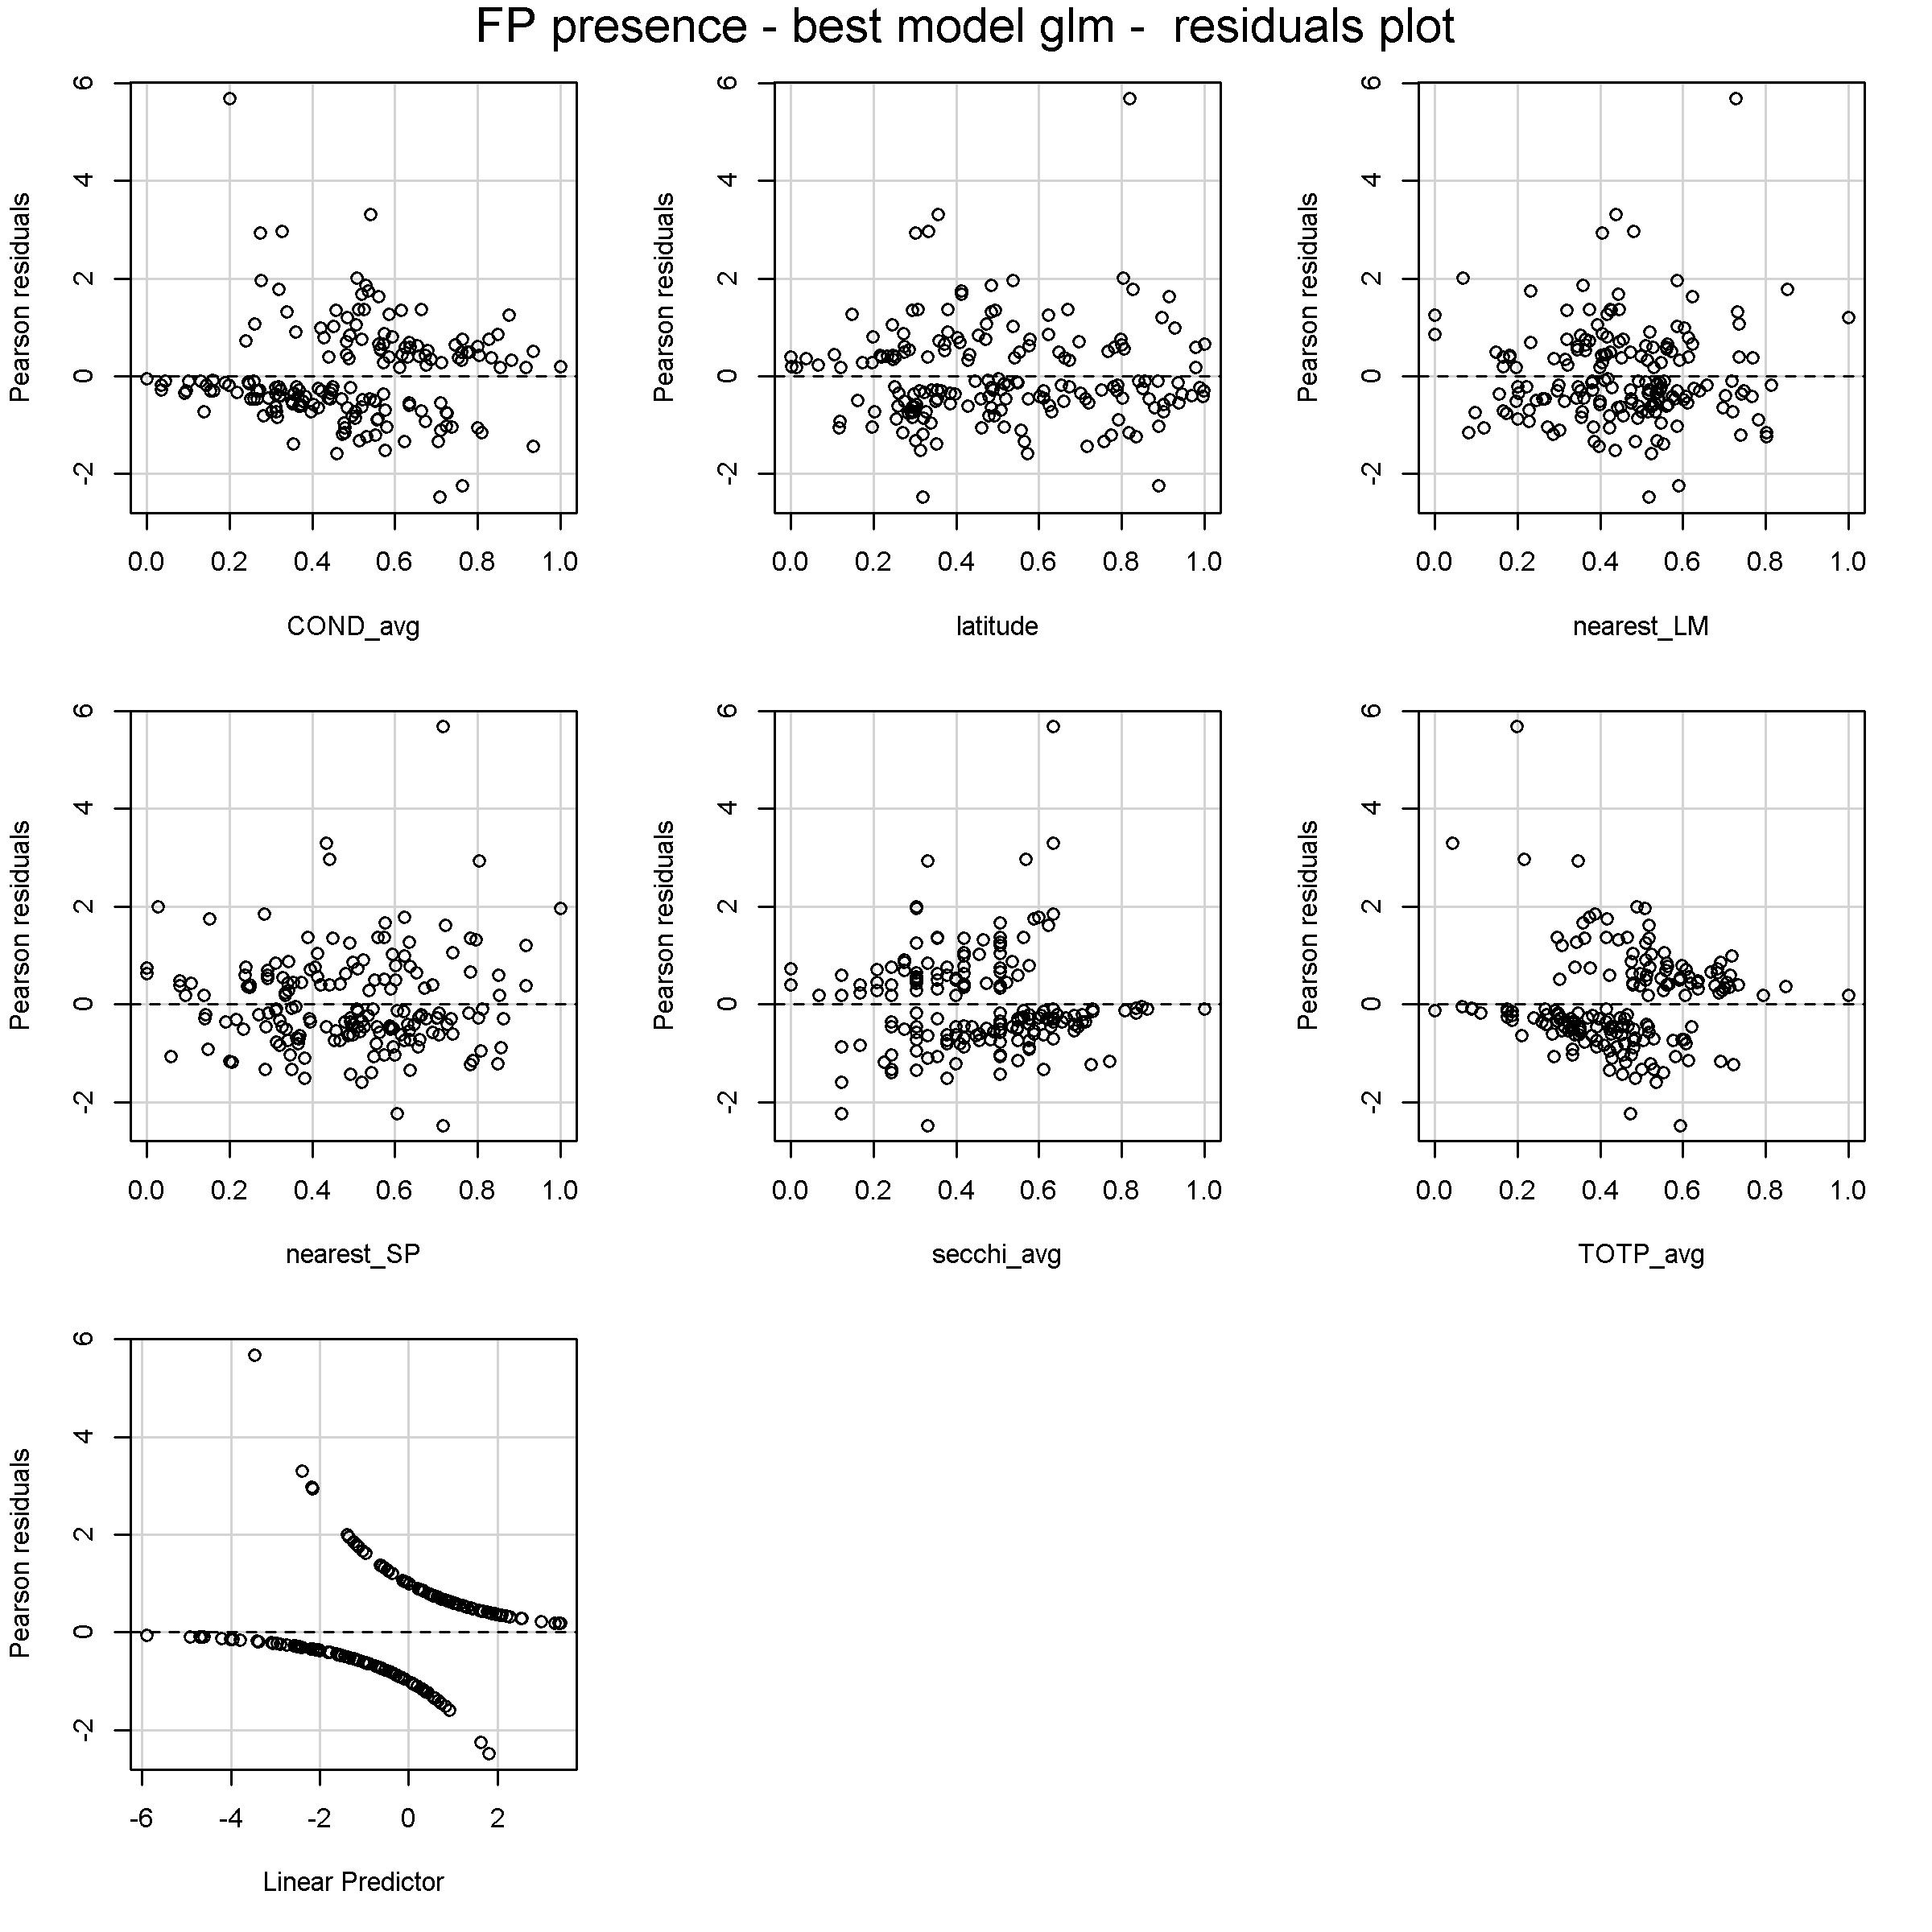 FP presence - best model glm -  residuals plot
Pearson residuals
6
4
2
0
-2
0.0 0.2 0.4 0.6 0.8 1.0
COND_avg
Pearson residuals
6
4
2
0
-2
0.0 0.2 0.4 0.6 0.8 1.0
latitude
Pearson residuals
6
4
2
0
-2
0.0 0.2 0.4 0.6 0.8 1.0
nearest_LM
Pearson residuals
6
4
2
0
-2
0.0 0.2 0.4 0.6 0.8 1.0
nearest_SP
Pearson residuals
6
4
2
0
-2
0.0 0.2 0.4 0.6 0.8 1.0
secchi_avg
Pearson residuals
6
4
2
0
-2
0.0 0.2 0.4 0.6 0.8 1.0
TOTP_avg
Pearson residuals
6
4
2
0
-2
-6 -4 -2 0 2
Linear Predictor